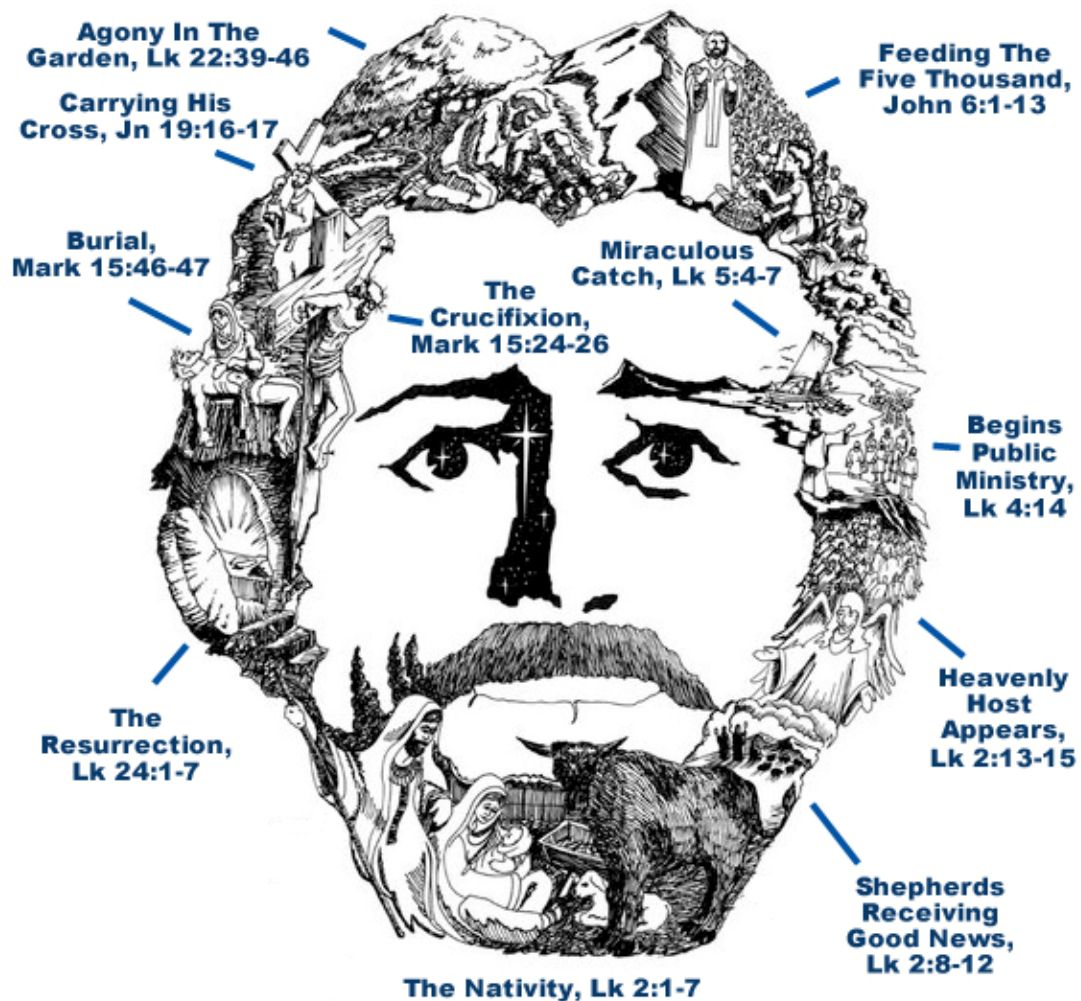 Agony In The
Garden, Lk 22:39-46
Carrying His
Cross, Jn 19:16-17
Burial,
Mark 15:46-47
The
Crucifixion,
Mark 15:24-26
Miraculous
Catch, Lk 5:4-7
Feeding The
Five Thousand,
John 6:1-13
Begins
Public
Ministry,
Lk 4:14
Heavenly
Host
Appears,
Lk 2:13-15
The
Resurrection,
Lk 24:1-7
Shepherds
Receiving
Good News,
Lk 2:8-12
The Nativity, Lk 2:1-7